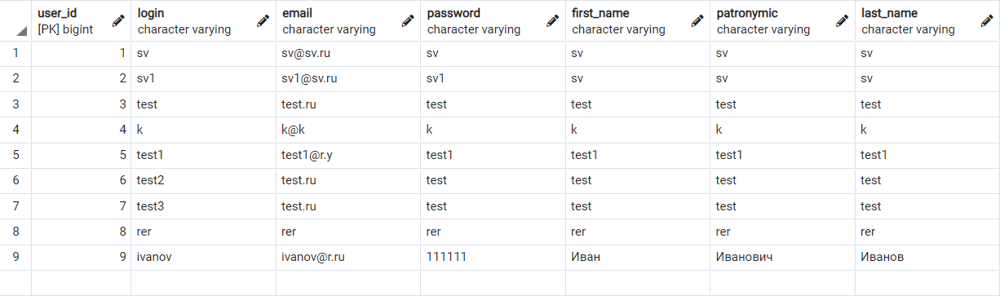 user_id login email password first_name patronymic last_name
[PK] bigint character varying character varying character varying character varying character varying character varying
1 1 sv sv@sv.ru sv sv sv sv
2 2 sv1 sv1@sv.ru sv1 sv sv sv
3 3 test test.ru test test test test
4 4 k k@k k k k k
5 5 test1 test1@r.y test1 test1 test1 test1
6 6 test2 test.ru test test test test
7 7 test3 test.ru test test test test
8 8 rer rer rer rer rer rer
9 9 ivanov ivanov@r.ru 111111 Иван Иванович Иванов